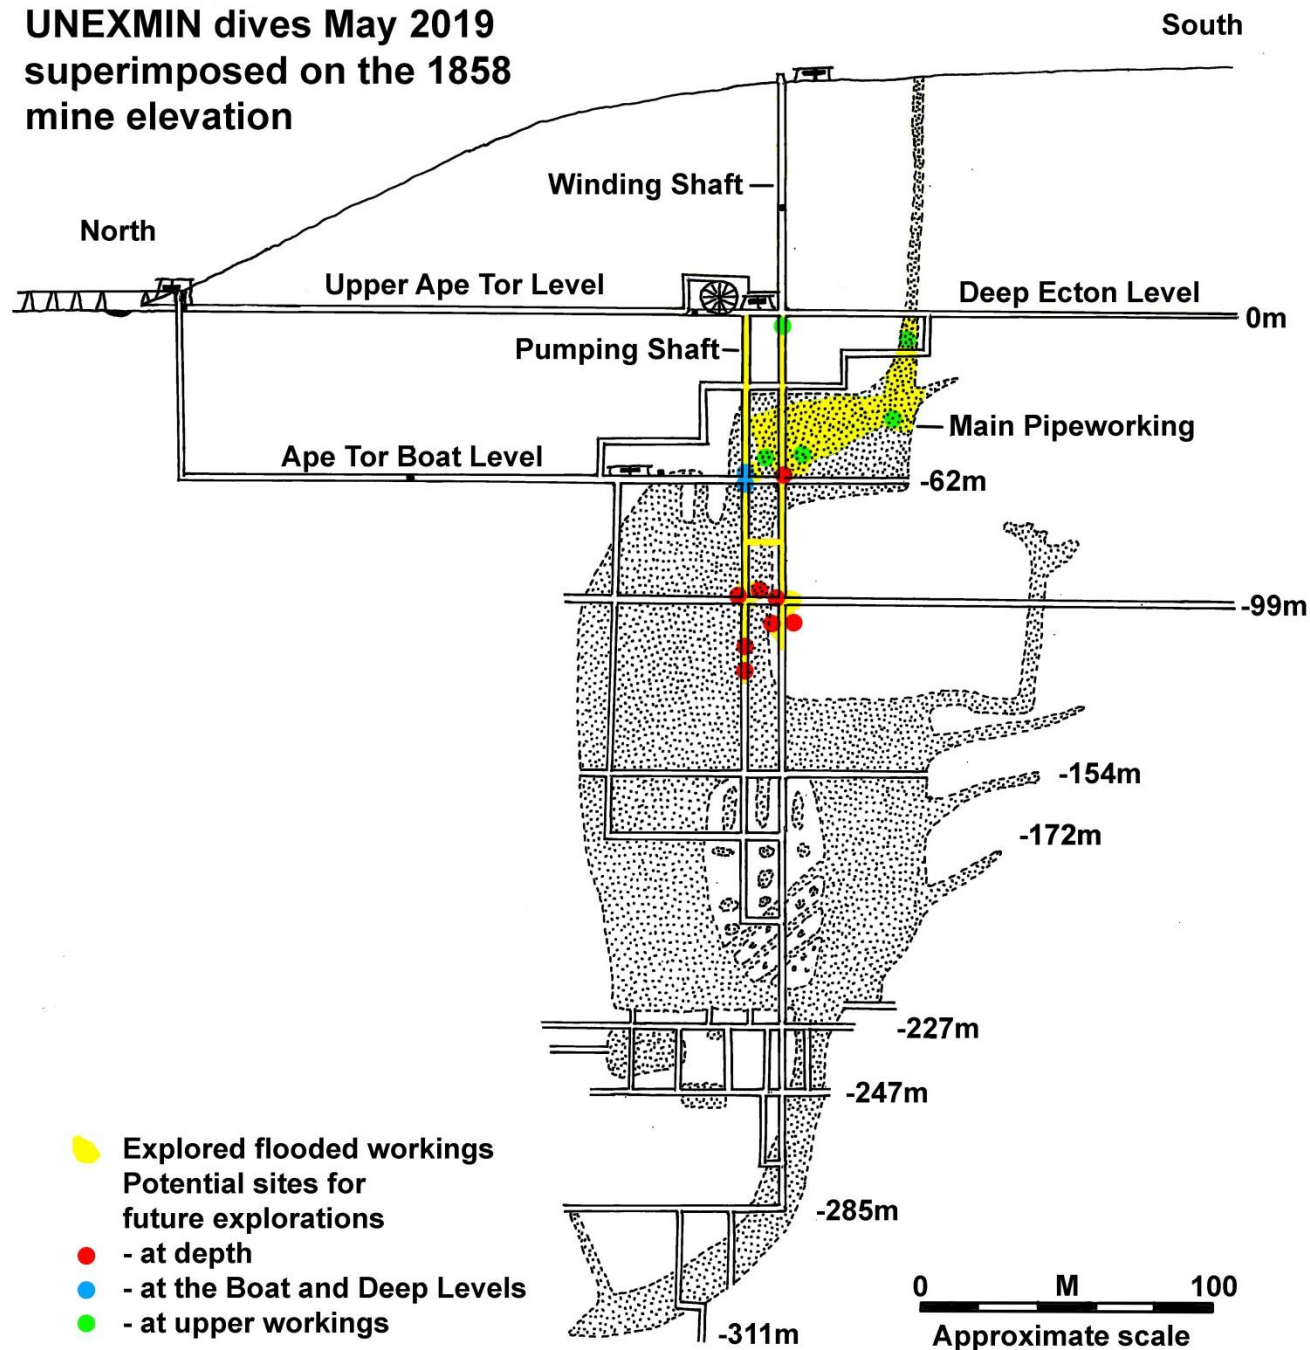 UNEXMIN dives May 2019
superimposed on the 1858
mine elevation
South
Winding Shaft
North
Upper Ape Tor Level
Deep Ecton Level
0m
Pumping Shaft
Main Pipeworking
Ape Tor Boat Level
-62m
-99m
-154m
-172m
-227m
-247m
Explored flooded workings
Potential sites for
future explorations
- at depth
- at the Boat and Deep Levels
- at upper workings
-285m
-311m
0 M 100
Approximate scale